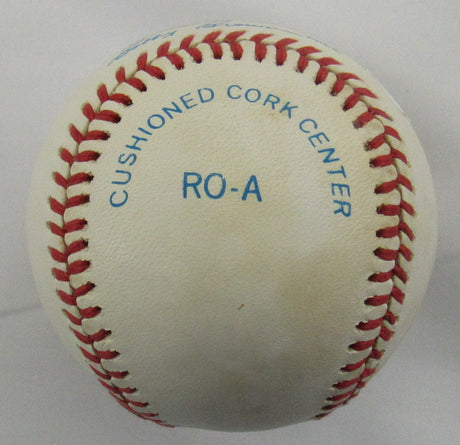 CUSHIONED CORK CENTER
RO-A